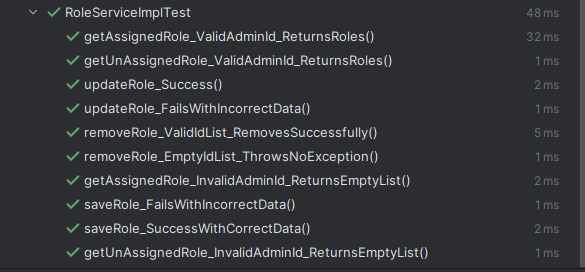 RoleServiceImplTest 48 ms
getAssignedRole_ValidAdminId_ReturnsRoles() 32 ms
getUnAssignedRole_ValidAdminId_ReturnsRoles() 1 ms
updateRole_Success() 2 ms
updateRole_FailsWithIncorrectData() 1 ms
removeRole_ValidIdList_RemovesSuccessfully() 5 ms
removeRole_EmptyIdList_ThrowsNoException() 1 ms
getAssignedRole_InvalidAdminId_ReturnsEmptyList() 2 ms
saveRole_FailsWithIncorrectData() 1 ms
saveRole_SuccessWithCorrectData() 2 ms
getUnAssignedRole_InvalidAdminId_ReturnsEmptyList() 1 ms